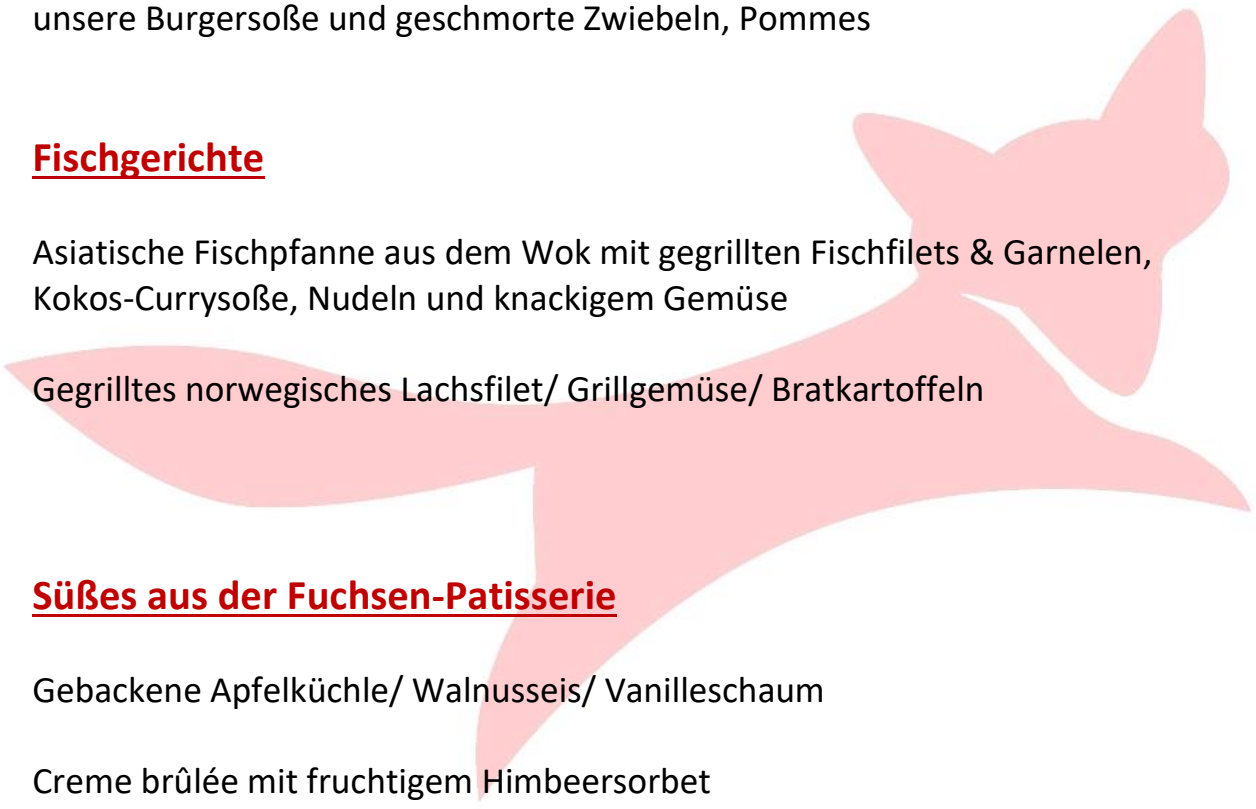 unsere Burgersoße und geschmorte Zwiebeln, Pommes
Fischgerichte
Asiatische Fischpfanne aus dem Wok mit gegrillten Fischfilets & Garnelen,
Kokos-Currysoße, Nudeln und knackigem Gemüse
Gegrilltes norwegisches Lachsfilet/ Grillgemüse/ Bratkartoffeln
Süßes aus der Fuchsen-Patisserie
Gebackene Apfelküchle/ Walnusseis/ Vanilleschaum
Creme brûlée mit fruchtigem Himbeersorbet